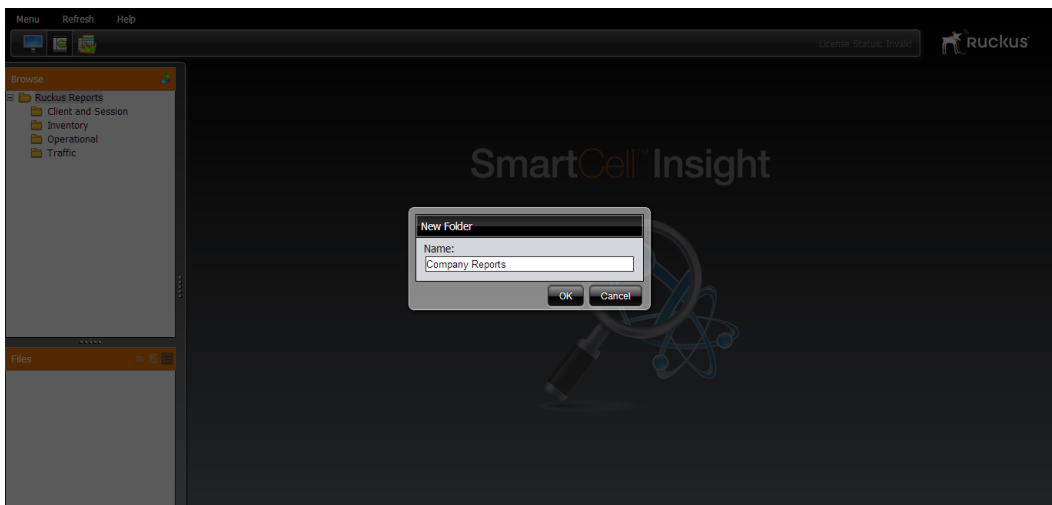 Menu Refresh Help
License Status: Invalid
Ruckus
Browse
Ruckus Reports
Client and Session
Inventory
Operational
Traffic
SmartCell™ Insight
New Folder
Name:
Company Reports
OK Cancel
Files